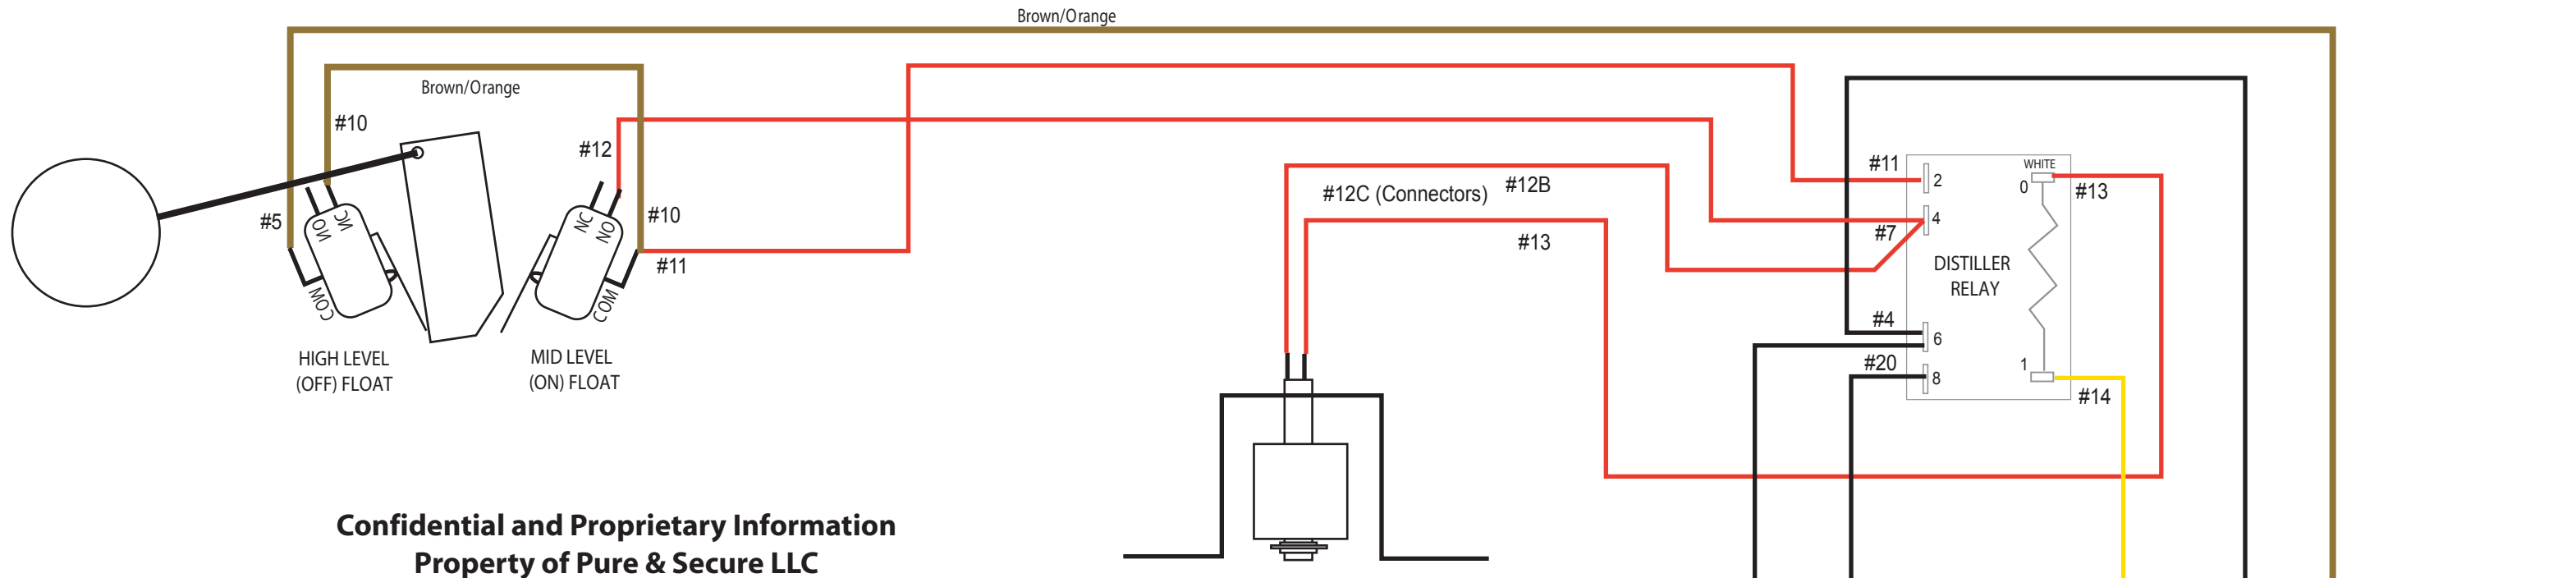 Brown/Orange
Brown/Orange
#10
#12
#5
NO
NC
NC
NO
#10
#11
COM
COM
HIGH LEVEL
(OFF) FLOAT
MID LEVEL
(ON) FLOAT
#12C (Connectors)
#12B
#13
#11
2
WHITE
0
#13
4
#7
DISTILLER
RELAY
#4
6
#20
8
1
#14
Confidential and Proprietary Information
Property of Pure & Secure LLC